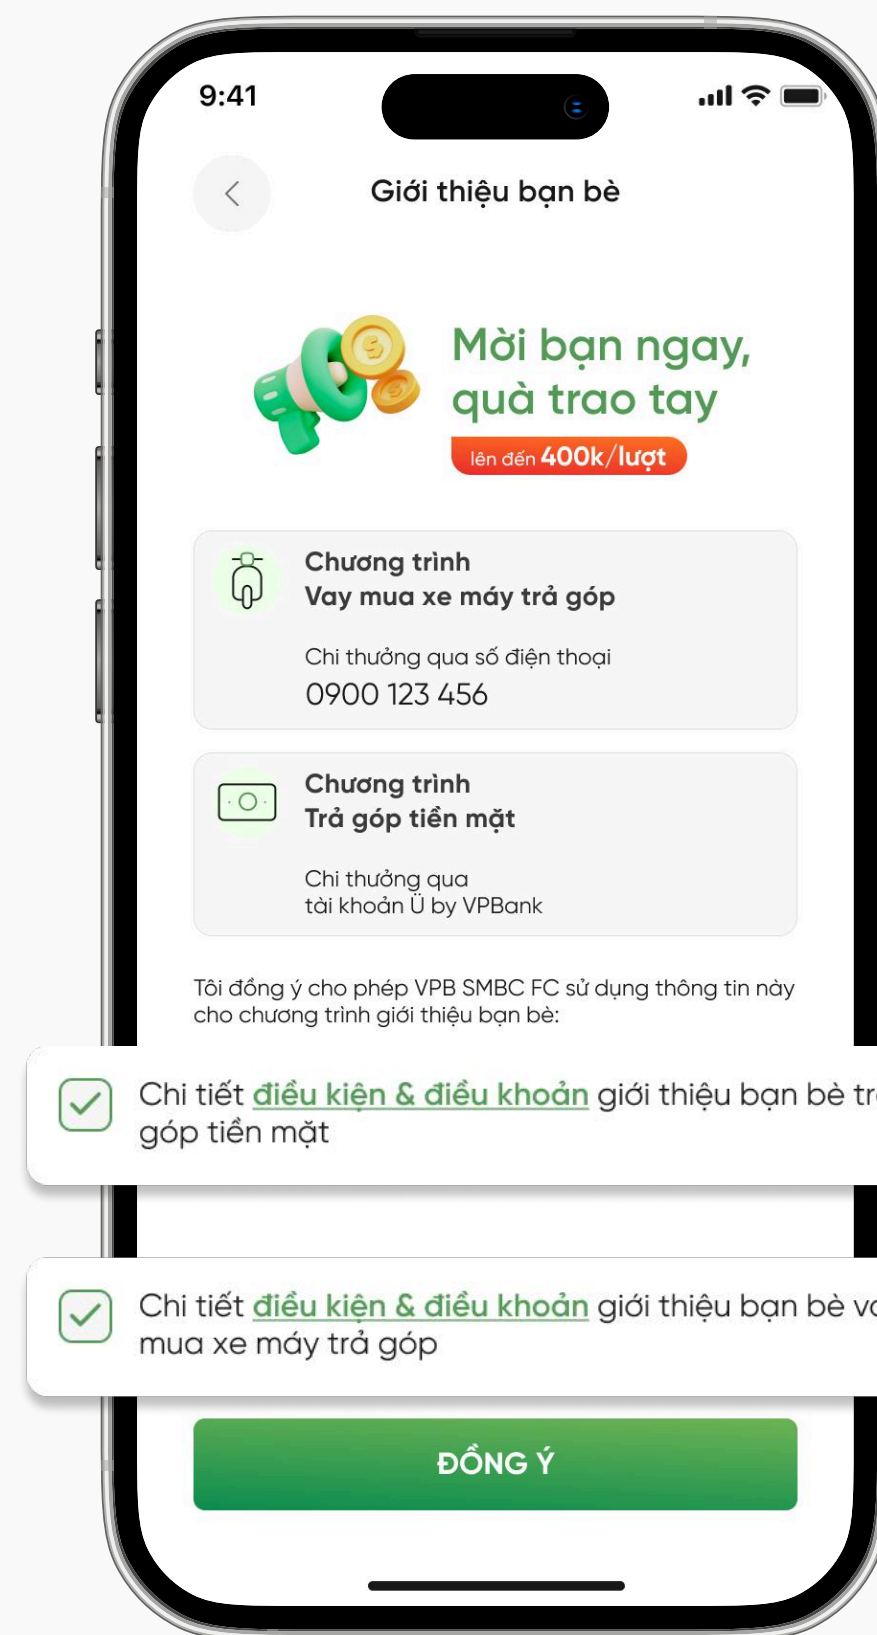 9:41
Giới thiệu bạn bè
Mời bạn ngay,
quà trao tay
lên đến 400k/lượt
Chương trình
Vay mua xe máy trả góp
Chi thưởng qua số điện thoại
0900 123 456
Chương trình
Trả góp tiền mặt
Chi thưởng qua
tài khoản Ü by VPBank
Tôi đồng ý cho phép VPB SMBC FC sử dụng thông tin này
cho chương trình giới thiệu bạn bè:
Chi tiết điều kiện & điều khoản giới thiệu bạn bè
góp tiền mặt
Chi tiết điều kiện & điều khoản giới thiệu bạn bè
mua xe máy trả góp
ĐỒNG Ý